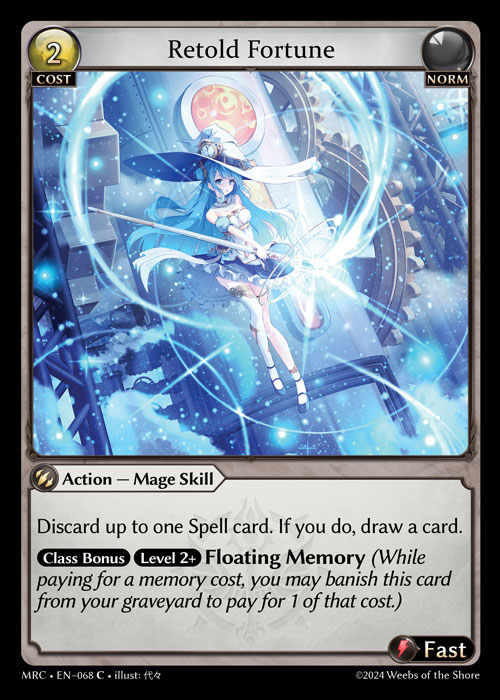 2
Retold Fortune
COST
NORM
Action — Mage Skill
Discard up to one Spell card. If you do, draw a card.
Class Bonus Level 2+ Floating Memory (While
paying for a memory cost, you may banish this card
from your graveyard to pay for 1 of that cost.)
Fast
MRC • EN–068 C • illust: 代々
©2024 Weebs of the Shore